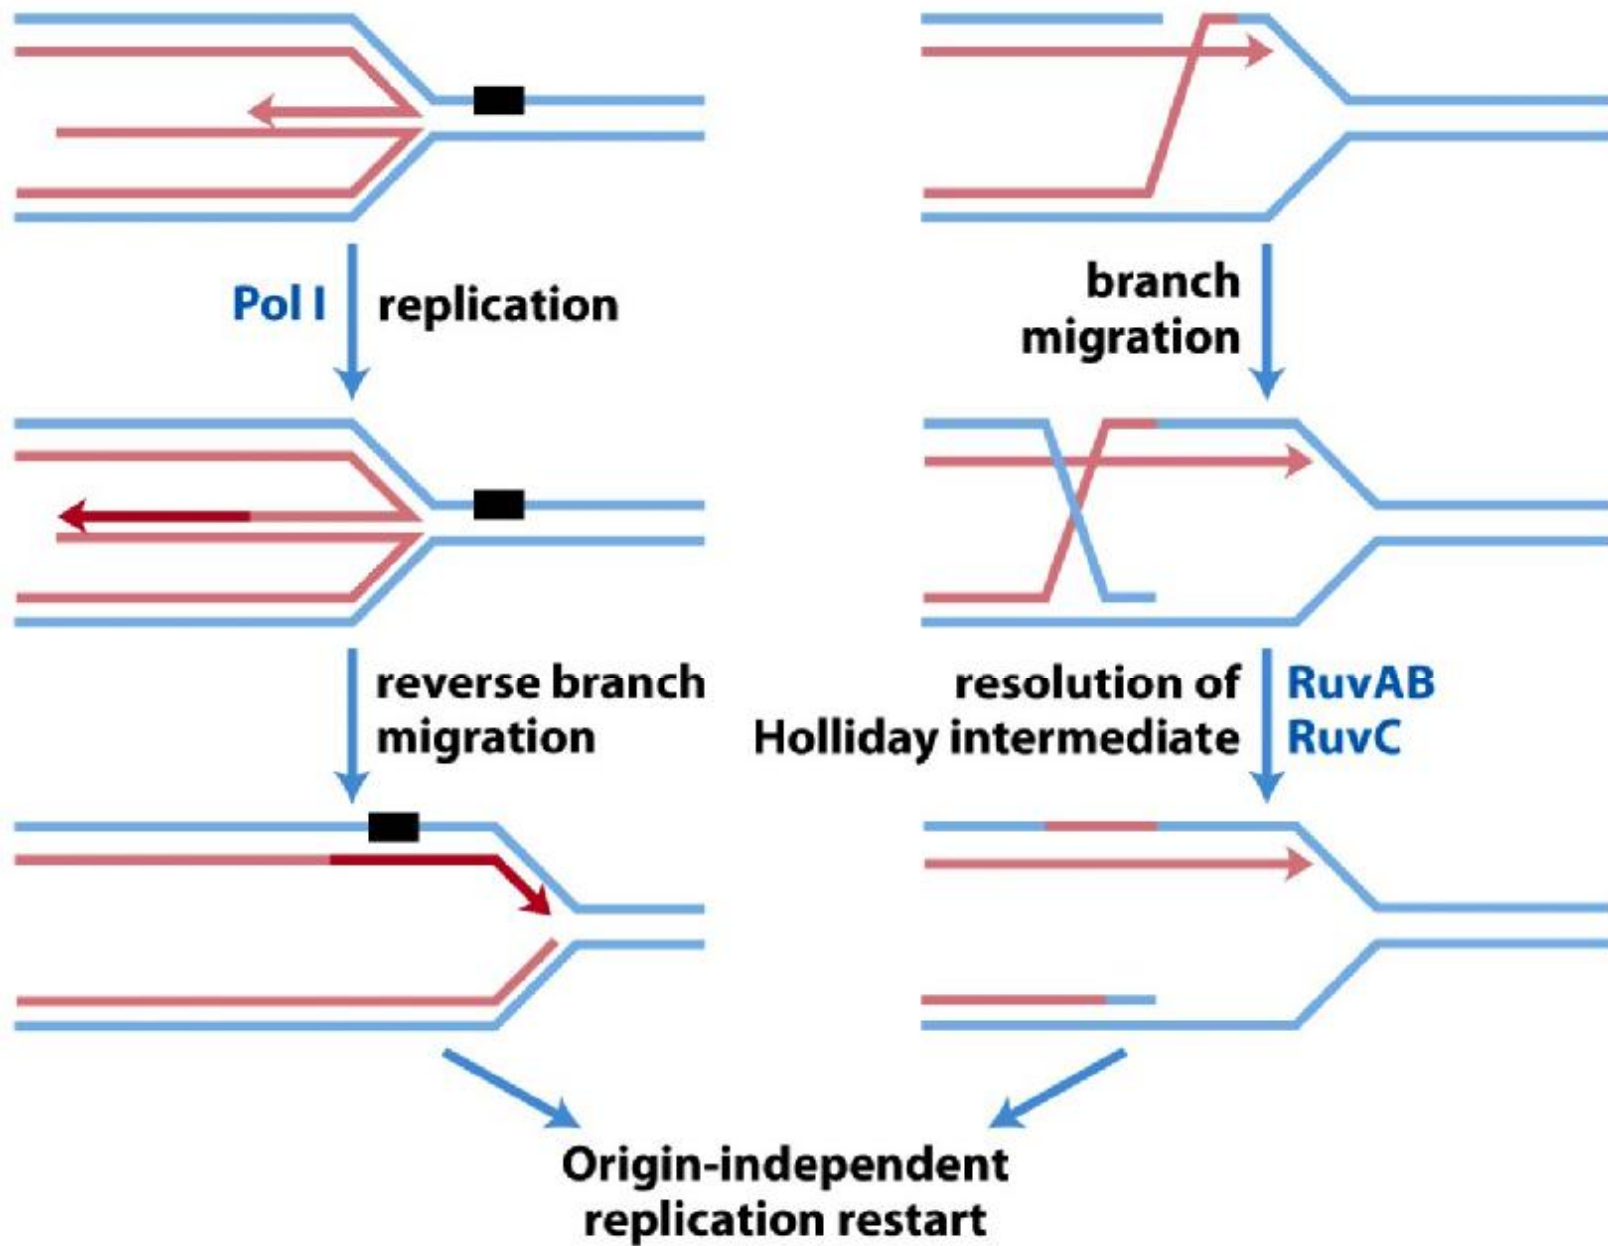 Pol I
replication
branch
migration
reverse branch
migration
resolution of
Holliday intermediate
RuvAB
RuvC
Origin-independent
replication restart